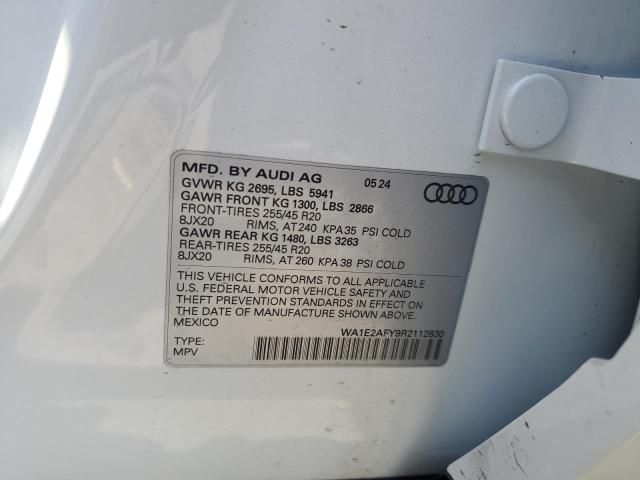 MFD. BY AUDI AG 05 24
GVWR KG 2695, LBS 5941
GAWR FRONT KG 1300, LBS 2866
FRONT-TIRES 255/45 R20
8JX20 RIMS, AT 240 KPA 35 PSI COLD
GAWR REAR KG 1480, LBS 3263
REAR-TIRES 255/45 R20
8JX20 RIMS, AT 260 KPA 38 PSI COLD
THIS VEHICLE CONFORMS TO ALL APPLICABLE
U.S. FEDERAL MOTOR VEHICLE SAFETY AND
THEFT PREVENTION STANDARDS IN EFFECT ON
THE DATE OF MANUFACTURE SHOWN ABOVE.
MEXICO
WA1E2AFY9R2112830
TYPE:
MPV